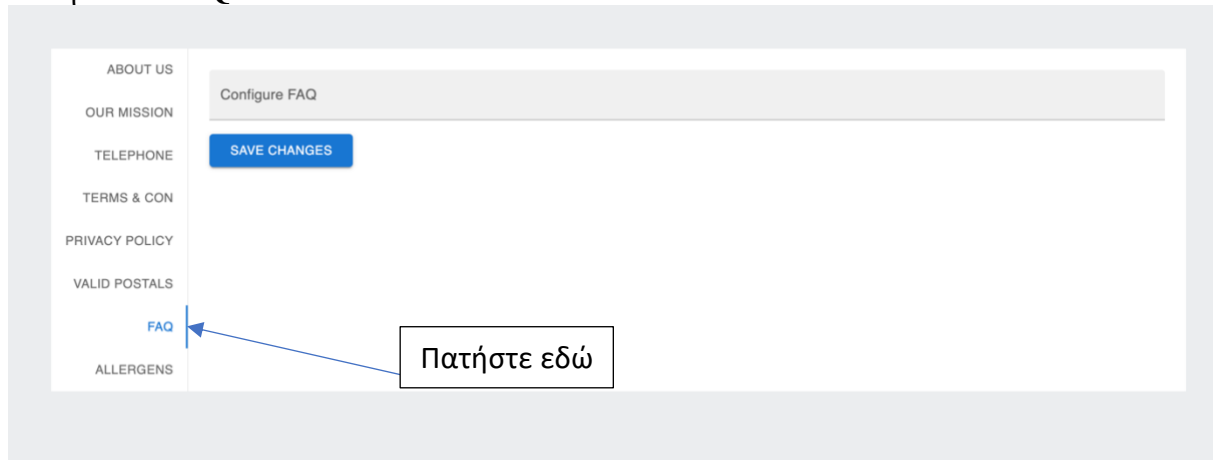 ABOUT US
OUR MISSION
TELEPHONE
TERMS & CON
PRIVACY POLICY
VALID POSTALS
FAQ
ALLERGENS
Configure FAQ
SAVE CHANGES
Πατήστε εδώ